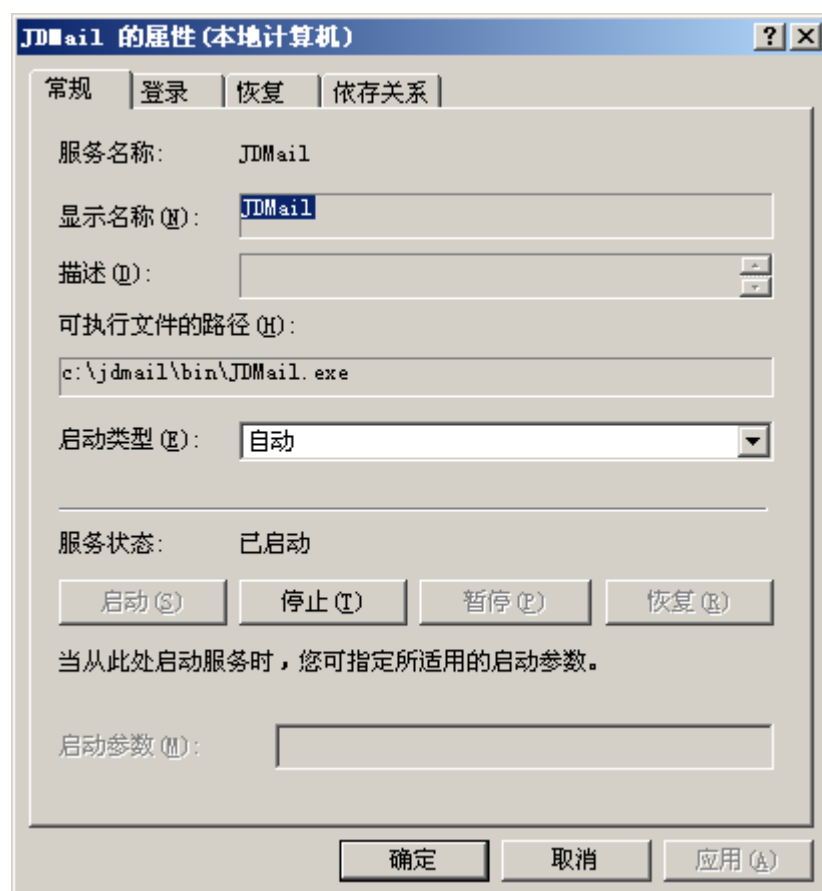 JDMail 的属性(本地计算机)
常规 登录 恢复 依存关系
服务名称: JDMail
显示名称(N): JDMail
描述(D):
可执行文件的路径(H):
c:\jdmail\bin\JDMail.exe
启动类型(E): 自动
服务状态: 已启动
启动(S) 停止(T) 暂停(P) 恢复(R)
当从此处启动服务时，您可指定所适用的启动参数。
启动参数(M):
确定 取消 应用(A)